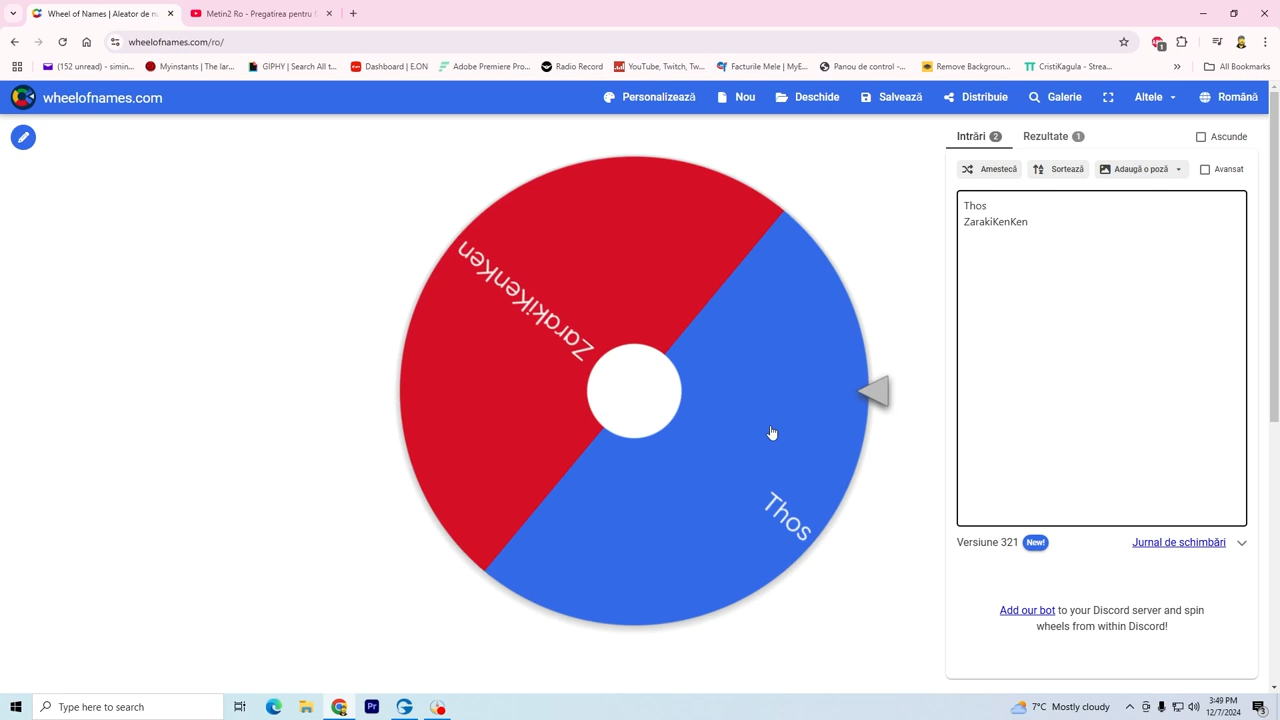 Wheel of Names | Aleator de n
Metin2 Ro - Pregatirea pentru
wheelofnames.com/ro/
1
(152 unread) - simin...
Myinstants | The lar...
GIPHY | Search All t...
Dashboard | E.ON
Adobe Premiere Pro...
Radio Record
YouTube, Twitch, Tw...
Facturile Mele | MyE...
Panou de control -...
Remove Backgroun...
CristiKagula - Strea...
All Bookmarks
wheelofnames.com
Personalizează
Nou
Deschide
Salvează
Distribuie
Galerie
Altele
Română
Intrări 2
Rezultate 1
Ascunde
Amestecă
Sortează
Adaugă o poză
Avansat
Thos
ZarakiKenKen
ZarakiKenKen
Thos
Versiune 321 New!
Jurnal de schimbări
Add our bot to your Discord server and spin
wheels from within Discord!
Type here to search
Pr
7°C Mostly cloudy
3:49 PM
12/7/2024
3